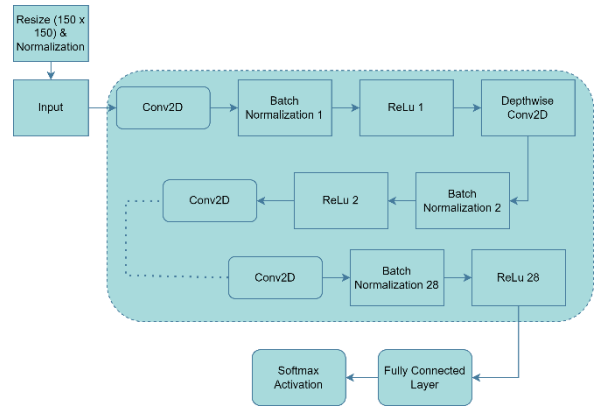 Resize (150 x
150) &
Normalization
Input
Conv2D
Batch
Normalization 1
ReLu 1
Depthwise
Conv2D
Conv2D
ReLu 2
Batch
Normalization 2
Conv2D
Batch
Normalization 28
ReLu 28
Softmax
Activation
Fully Connected
Layer